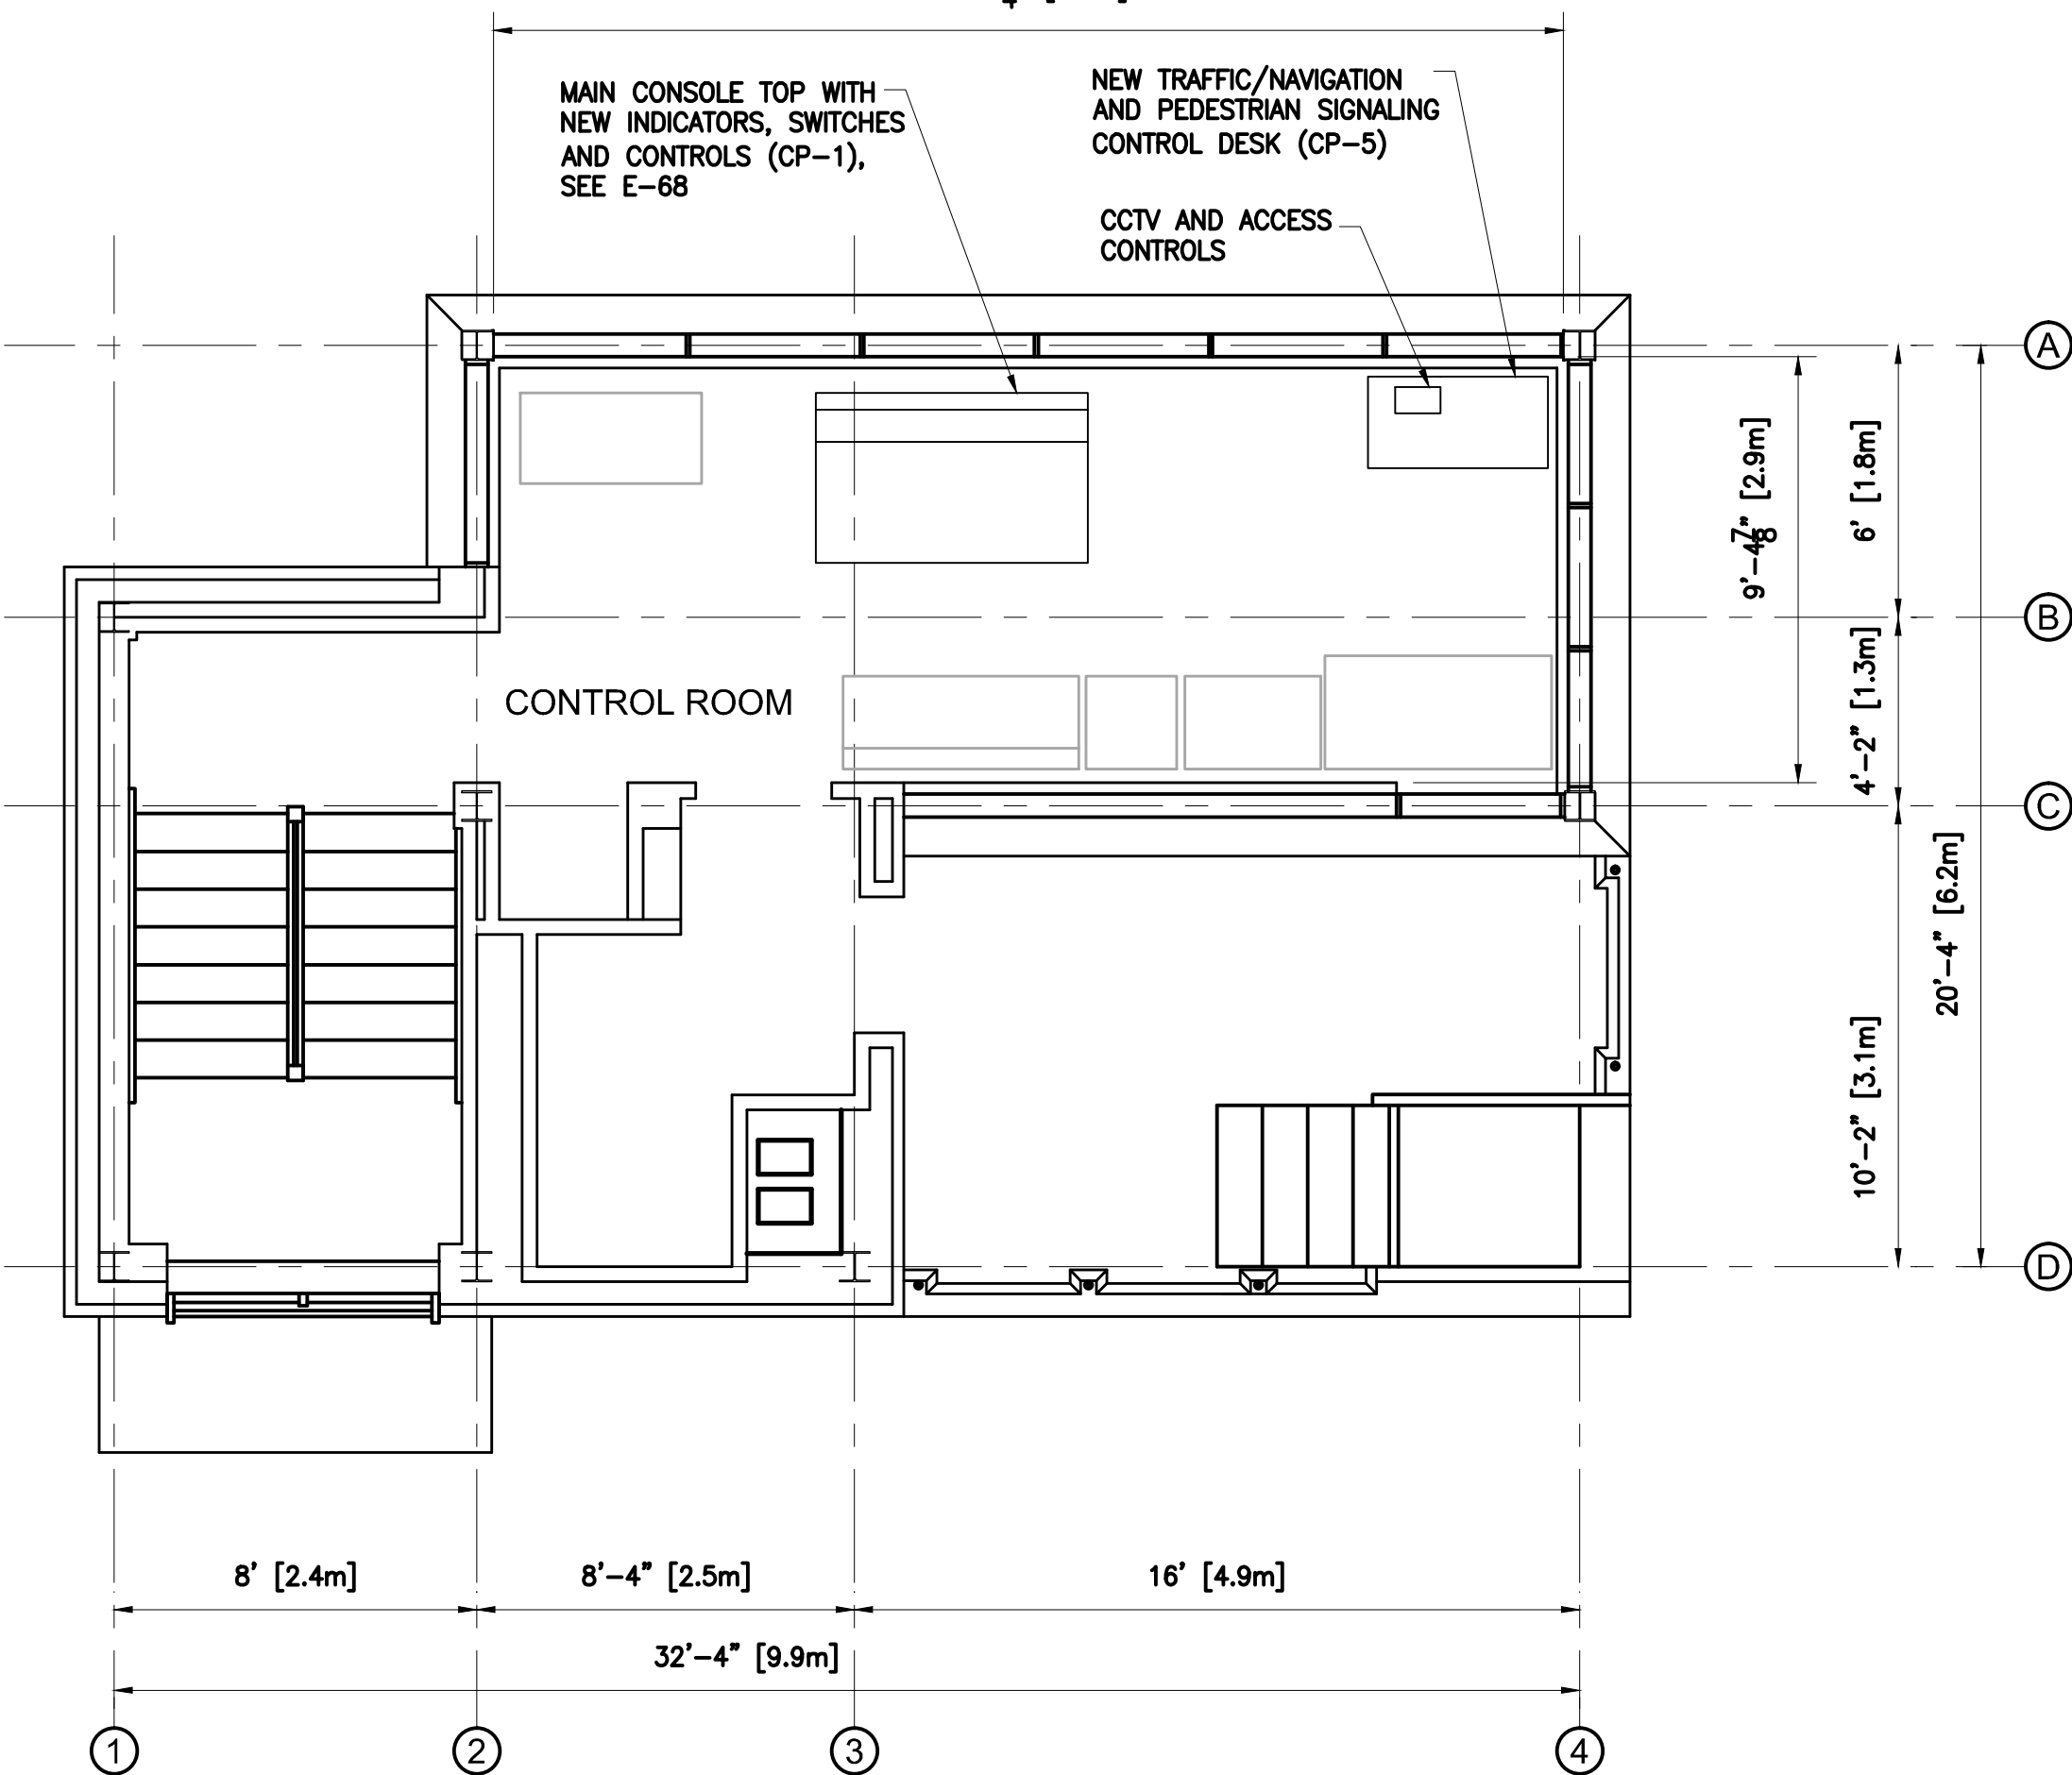 MAIN CONSOLE TOP WITH
NEW INDICATORS, SWITCHES
AND CONTROLS (CP-1),
SEE E-68
NEW TRAFFIC/NAVIGATION
AND PEDESTRIAN SIGNALING
CONTROL DESK (CP-5)
CCTV AND ACCESS
CONTROLS
A
9'-4⅞" [2.9m]
6' [1.8m]
B
CONTROL ROOM
4'-2" [1.3m]
C
20'-4" [6.2m]
10'-2" [3.1m]
D
8' [2.4m]
8'-4" [2.5m]
16' [4.9m]
32'-4" [9.9m]
1
2
3
4